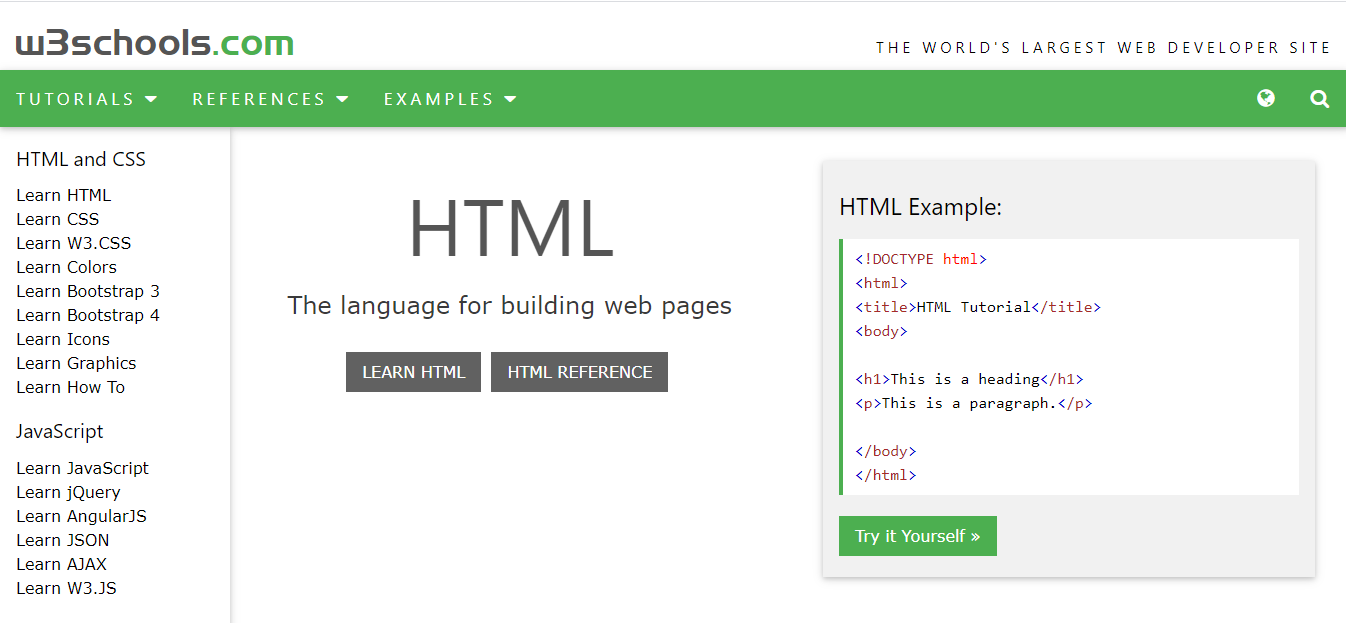 w3schools.com
THE WORLD'S LARGEST WEB DEVELOPER SITE
TUTORIALS REFERENCES EXAMPLES
HTML and CSS
Learn HTML
Learn CSS
Learn W3.CSS
Learn Colors
Learn Bootstrap 3
Learn Bootstrap 4
Learn Icons
Learn Graphics
Learn How To
JavaScript
Learn JavaScript
Learn jQuery
Learn AngularJS
Learn JSON
Learn AJAX
Learn W3.JS
HTML
The language for building web pages
LEARN HTML HTML REFERENCE
HTML Example:
<!DOCTYPE html>
<html>
<title>HTML Tutorial</title>
<body>
<h1>This is a heading</h1>
<p>This is a paragraph.</p>
</body>
</html>
Try it Yourself »